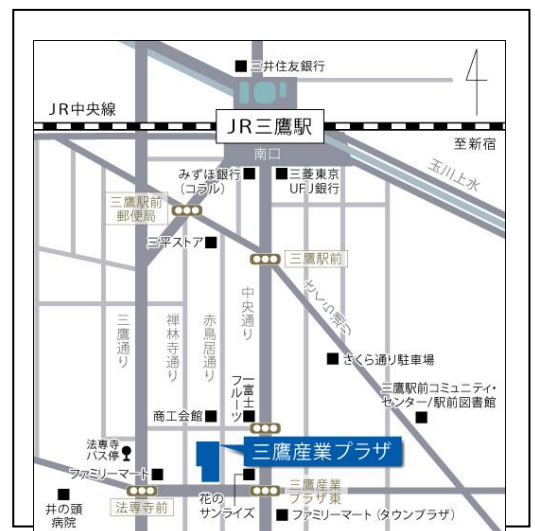 三井住友銀行
JR中央線
JR三鷹駅
至新宿
南口
玉川上水
みずほ銀行
(コラル)
三菱東京
UFJ銀行
三鷹駅前
郵便局
三平ストア
三鷹駅前
さくら通り
三鷹通り
禅林寺通り
赤鳥居通り
中央通り
さくら通り駐車場
三鷹駅前コミュニティ・
センター/駅前図書館
一富士
フルーツ
商工会館
法専寺
バス停
三鷹産業プラザ
ファミリーマート
法専寺前
井の頭
病院
花の
サンライズ
三鷹産業
プラザ東
ファミリーマート (タウンプラザ)